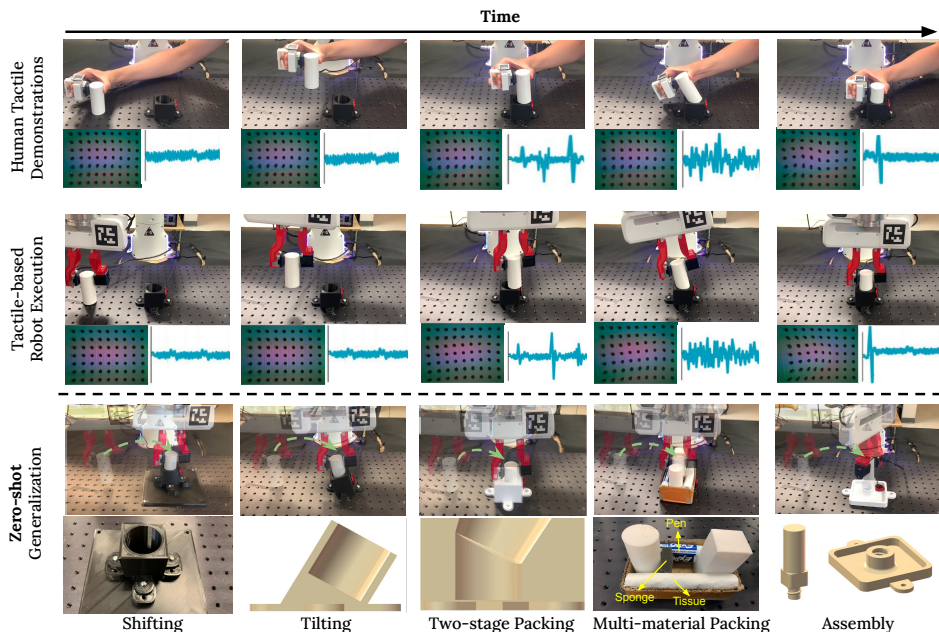 Time
Human Tactile
Demonstrations
Tactile-based
Robot Execution
Zero-shot
Generalization
Pen
Sponge
Tissue
Shifting
Tilting
Two-stage Packing
Multi-material Packing
Assembly